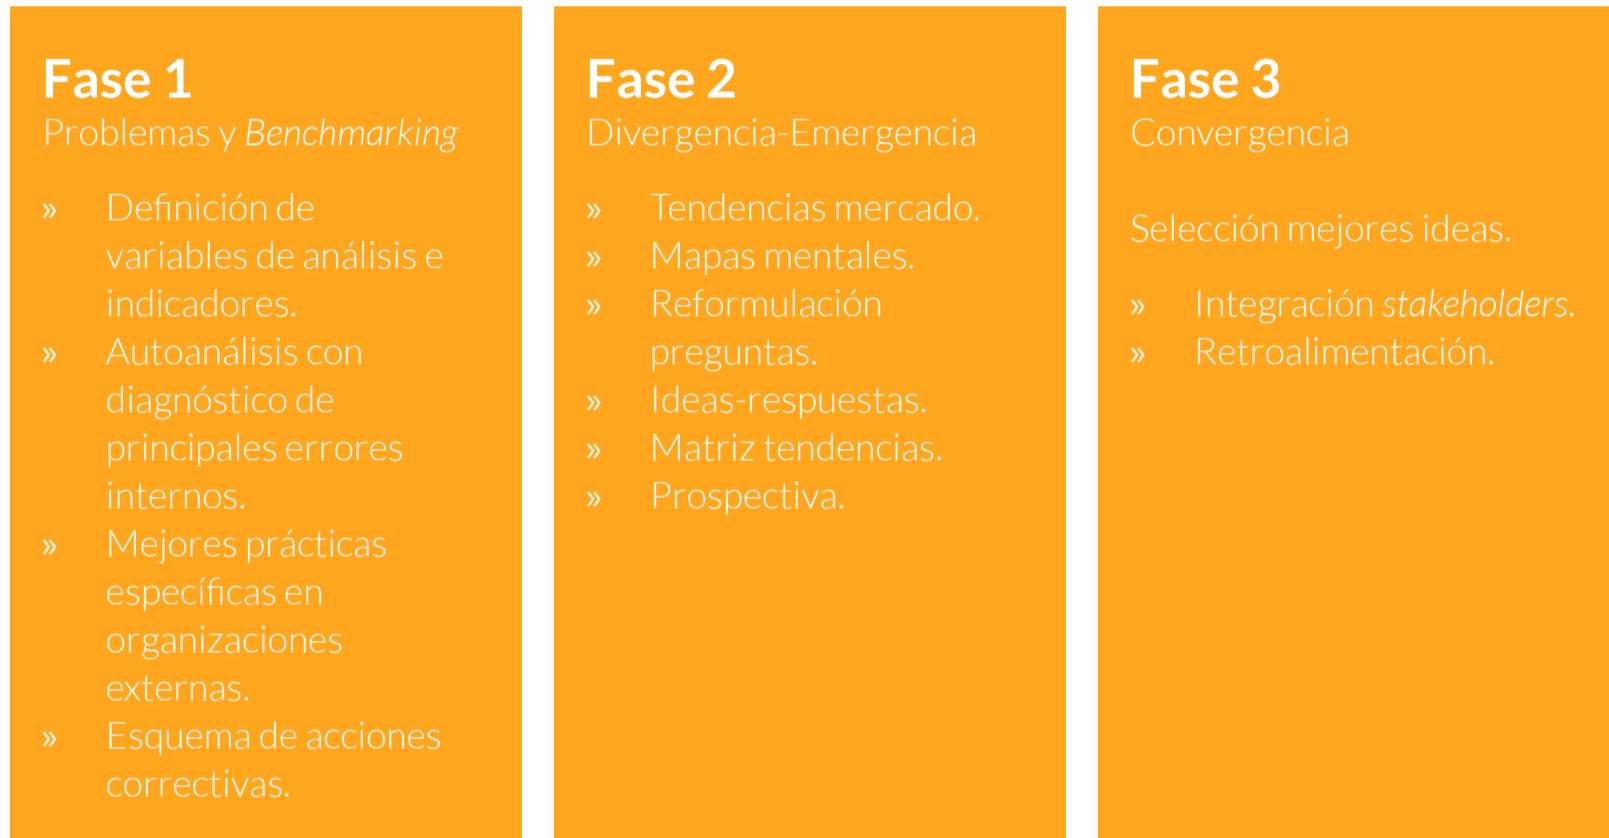 Fase 1
Problemas y Benchmarking
» Definición de
variables de análisis e
indicadores.
» Autoanálisis con
diagnóstico de
principales errores
internos.
» Mejores prácticas
específicas en
organizaciones
externas.
» Esquema de acciones
correctivas.
Fase 2
Divergencia-Emergencia
» Tendencias mercado.
» Mapas mentales.
» Reformulación
preguntas.
» Ideas-respuestas.
» Matriz tendencias.
» Prospectiva.
Fase 3
Convergencia
Selección mejores ideas.
» Integración stakeholders.
» Retroalimentación.